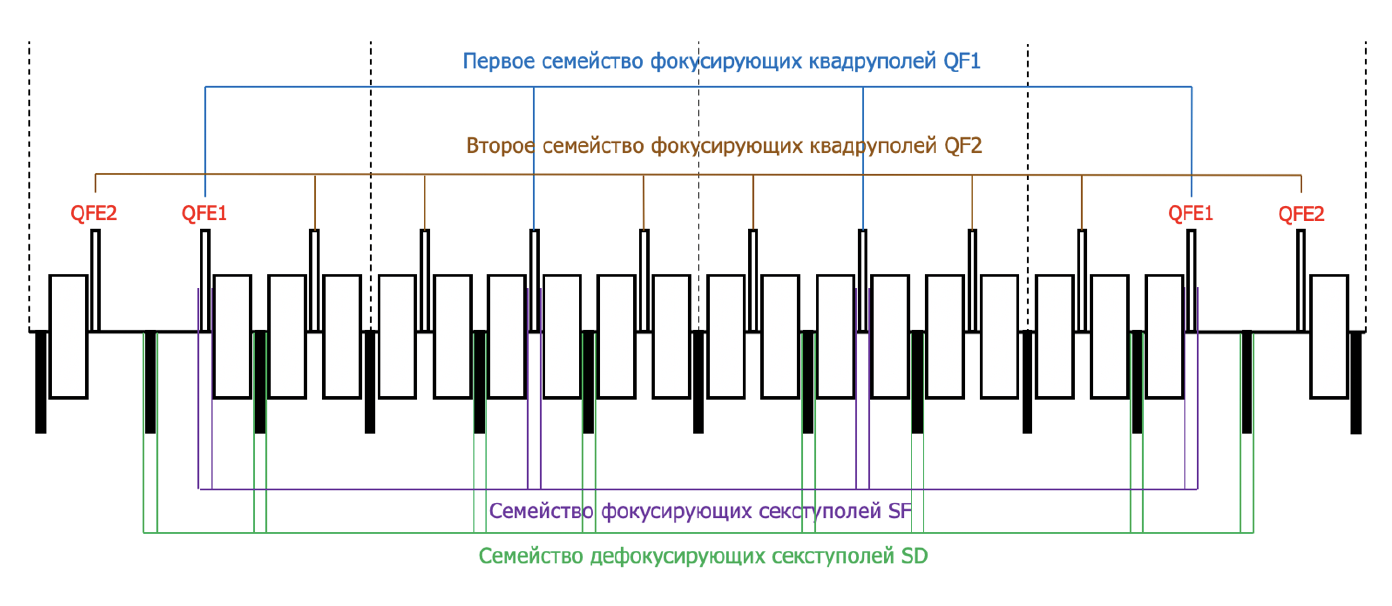 Первое семейство фокусирующих квадруполей QF1
Второе семейство фокусирующих квадруполей QF2
QFE2
QFE1
QFE1
QFE2
Семейство фокусирующих секступолей SF
Семейство дефокусирующих секступолей SD